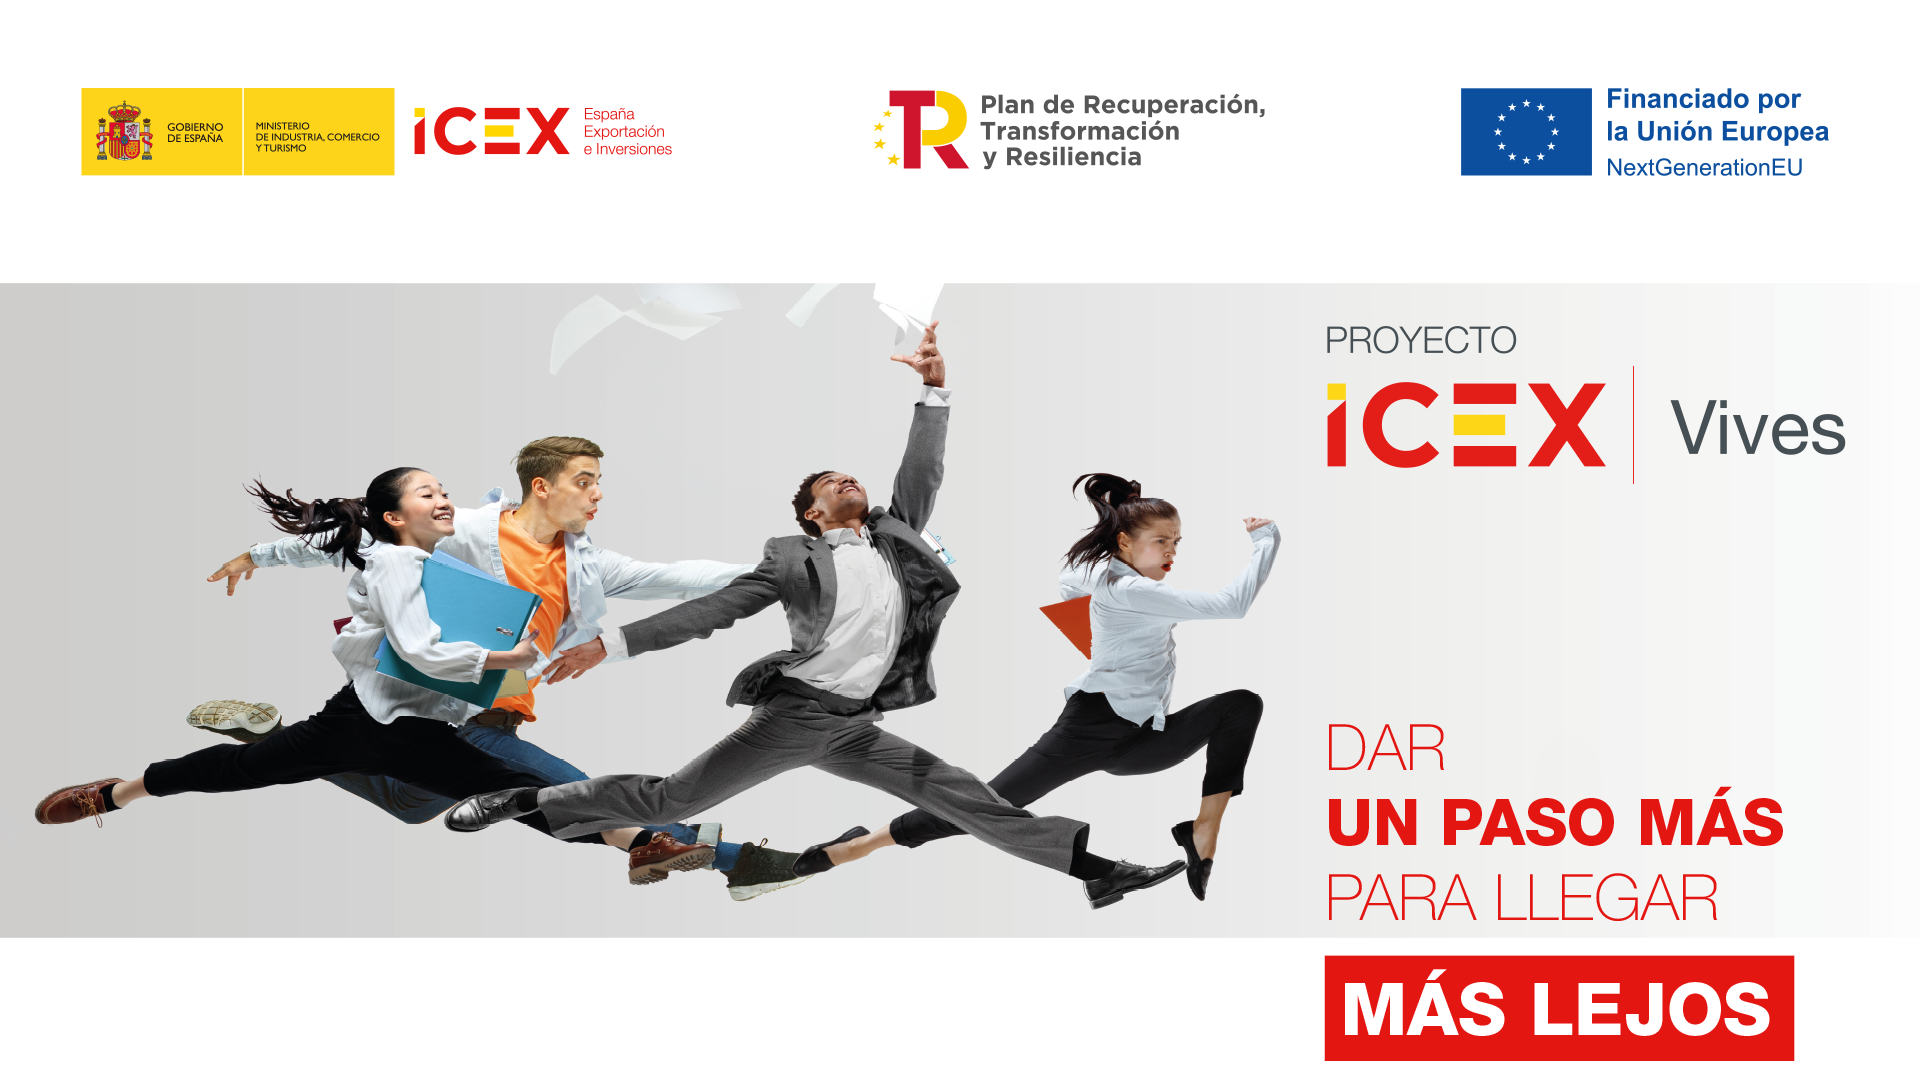 GOBIERNO
DE ESPAÑA
MINISTERIO
DE INDUSTRIA, COMERCIO
Y TURISMO
iCEX
España
Exportación
e Inversiones
Plan de Recuperación,
Transformación
y Resiliencia
Financiado por
la Unión Europea
NextGenerationEU
PROYECTO
iCEX Vives
DAR
UN PASO MÁS
PARA LLEGAR
MÁS LEJOS